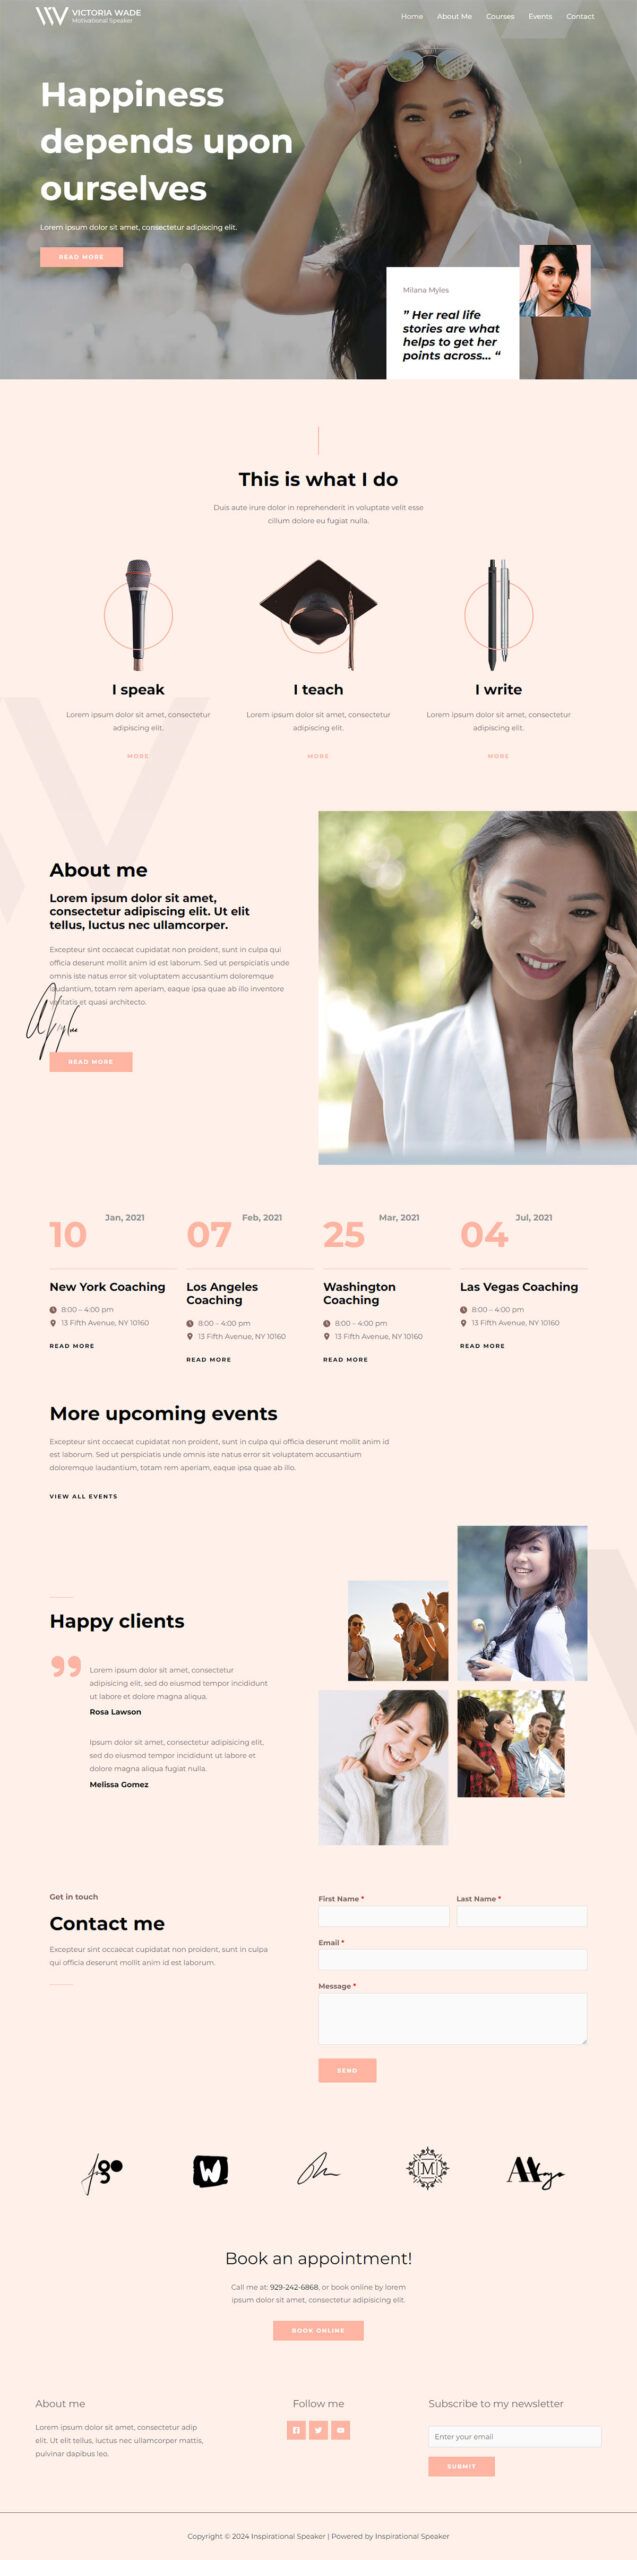 VICTORIA WADE
Motivational Speaker
Home About Me Courses Events Contact
Happiness
depends upon
ourselves
Lorem ipsum dolor sit amet, consectetur adipiscing elit.
READ MORE
Milana Myles
” Her real life
stories are what
helps to get her
points across... “
This is what I do
Duis aute irure dolor in reprehenderit in voluptate velit esse
cillum dolore eu fugiat nulla.
I speak
Lorem ipsum dolor sit amet, consectetur
adipiscing elit.
MORE
I teach
Lorem ipsum dolor sit amet, consectetur
adipiscing elit.
MORE
I write
Lorem ipsum dolor sit amet, consectetur
adipiscing elit.
MORE
About me
Lorem ipsum dolor sit amet,
consectetur adipiscing elit. Ut elit
tellus, luctus nec ullamcorper.
Excepteur sint occaecat cupidatat non proident, sunt in culpa qui
officia deserunt mollit anim id est laborum. Sed ut perspiciatis unde
omnis iste natus error sit voluptatem accusantium doloremque
laudantium, totam rem aperiam, eaque ipsa quae ab illo inventore
veritatis et quasi architecto.
READ MORE
10 Jan, 2021
New York Coaching
8:00 – 4:00 pm
13 Fifth Avenue, NY 10160
READ MORE
07 Feb, 2021
Los Angeles
Coaching
8:00 – 4:00 pm
13 Fifth Avenue, NY 10160
READ MORE
25 Mar, 2021
Washington
Coaching
8:00 – 4:00 pm
13 Fifth Avenue, NY 10160
READ MORE
04 Jul, 2021
Las Vegas Coaching
8:00 – 4:00 pm
13 Fifth Avenue, NY 10160
READ MORE
More upcoming events
Excepteur sint occaecat cupidatat non proident, sunt in culpa qui officia deserunt mollit anim id
est laborum. Sed ut perspiciatis unde omnis iste natus error sit voluptatem accusantium
doloremque laudantium, totam rem aperiam, eaque ipsa quae ab illo.
VIEW ALL EVENTS
Happy clients
Lorem ipsum dolor sit amet, consectetur
adipiscing elit, sed do eiusmod tempor incididunt
ut labore et dolore magna aliqua.
Rosa Lawson
Ipsum dolor sit amet, consectetur adipisicing elit,
sed do eiusmod tempor incididunt ut labore et
dolore magna aliqua fugiat nulla.
Melissa Gomez
Get in touch
Contact me
Excepteur sint occaecat cupidatat non proident, sunt in culpa
qui officia deserunt mollit anim id est laborum.
First Name * Last Name *
Email *
Message *
SEND
W
M
Book an appointment!
Call me at: 929-242-6868, or book online by lorem
ipsum dolor sit amet, consectetur adipisicing elit.
BOOK ONLINE
About me
Lorem ipsum dolor sit amet, consectetur adip
elit. Ut elit tellus, luctus nec ullamcorper mattis,
pulvinar dapibus leo.
Follow me
Subscribe to my newsletter
Enter your email
SUBMIT
Copyright © 2024 Inspirational Speaker | Powered by Inspirational Speaker